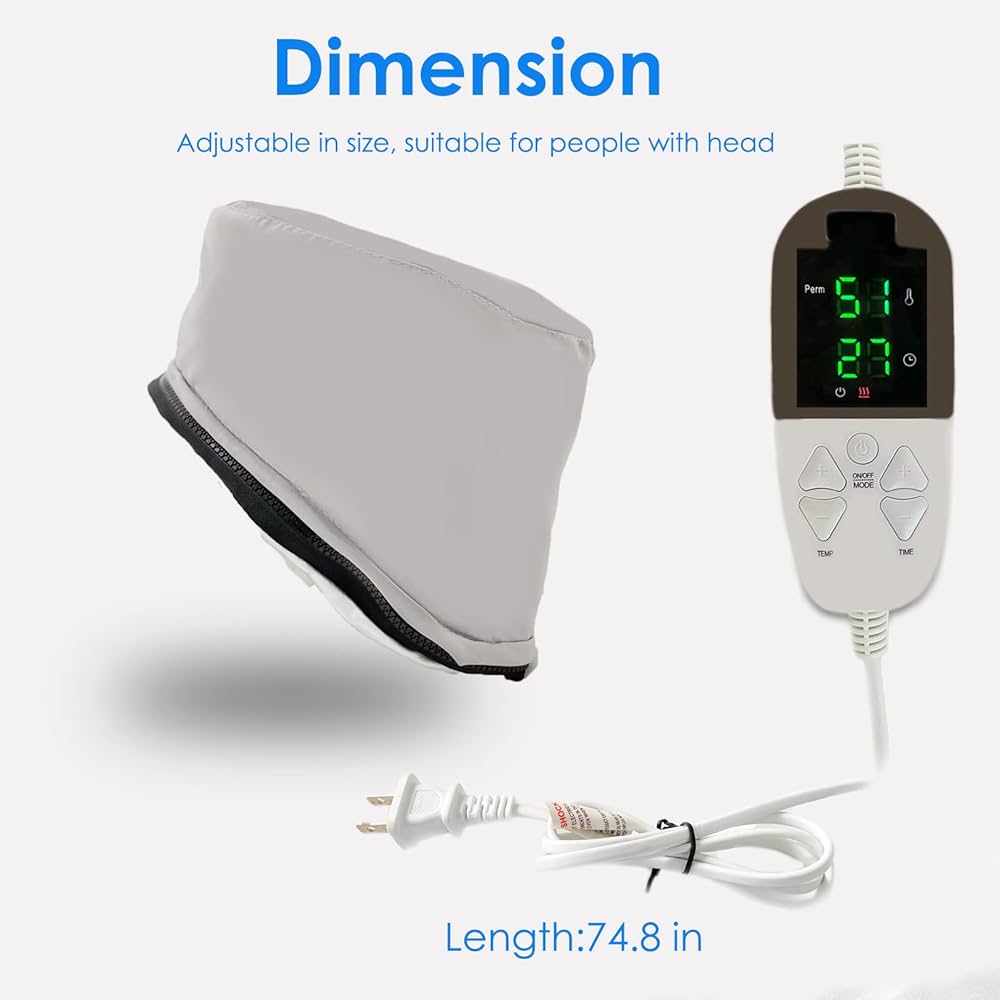 Dimension
Adjustable in size, suitable for people with head
Perm 51
27
ON/OFF
MODE
TEMP
TIME
SHOCK
Length:74.8 in